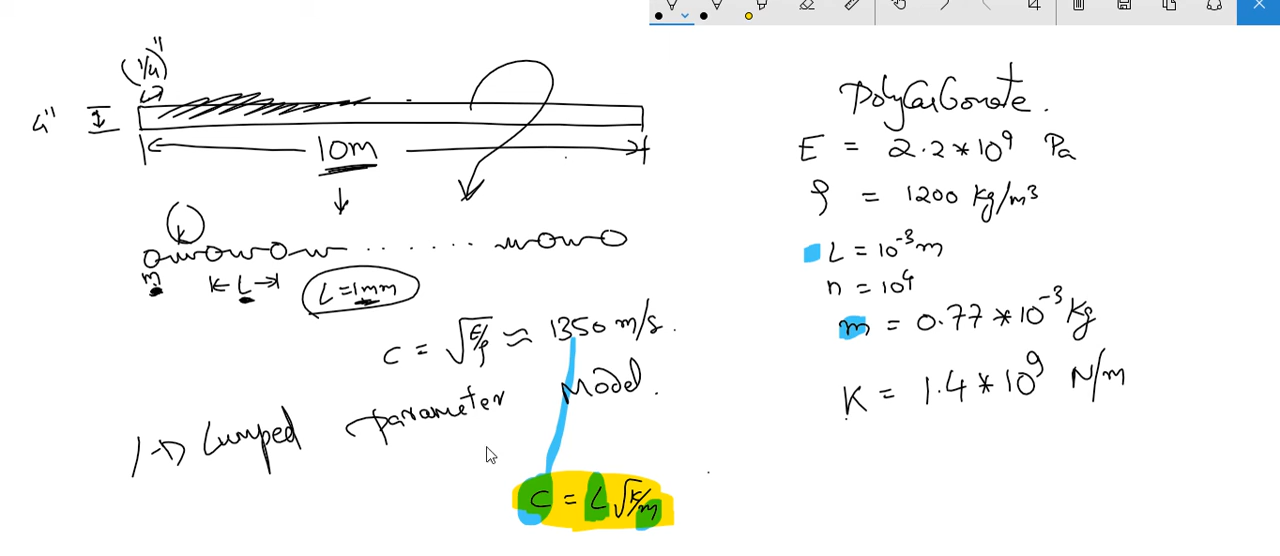 (1/4)"
4"
10m
k
m
L
L = 1mm
C = √E/ρ ≈ 1350 m/s.
1-D Lumped parameter Model.
C = L √K/m
Polycarbonate.
E = 2.2 * 10⁹ Pa
ρ = 1200 kg/m³
L = 10⁻³ m
n = 10⁴
m = 0.77 * 10⁻³ Kg
K = 1.4 * 10⁹ N/m